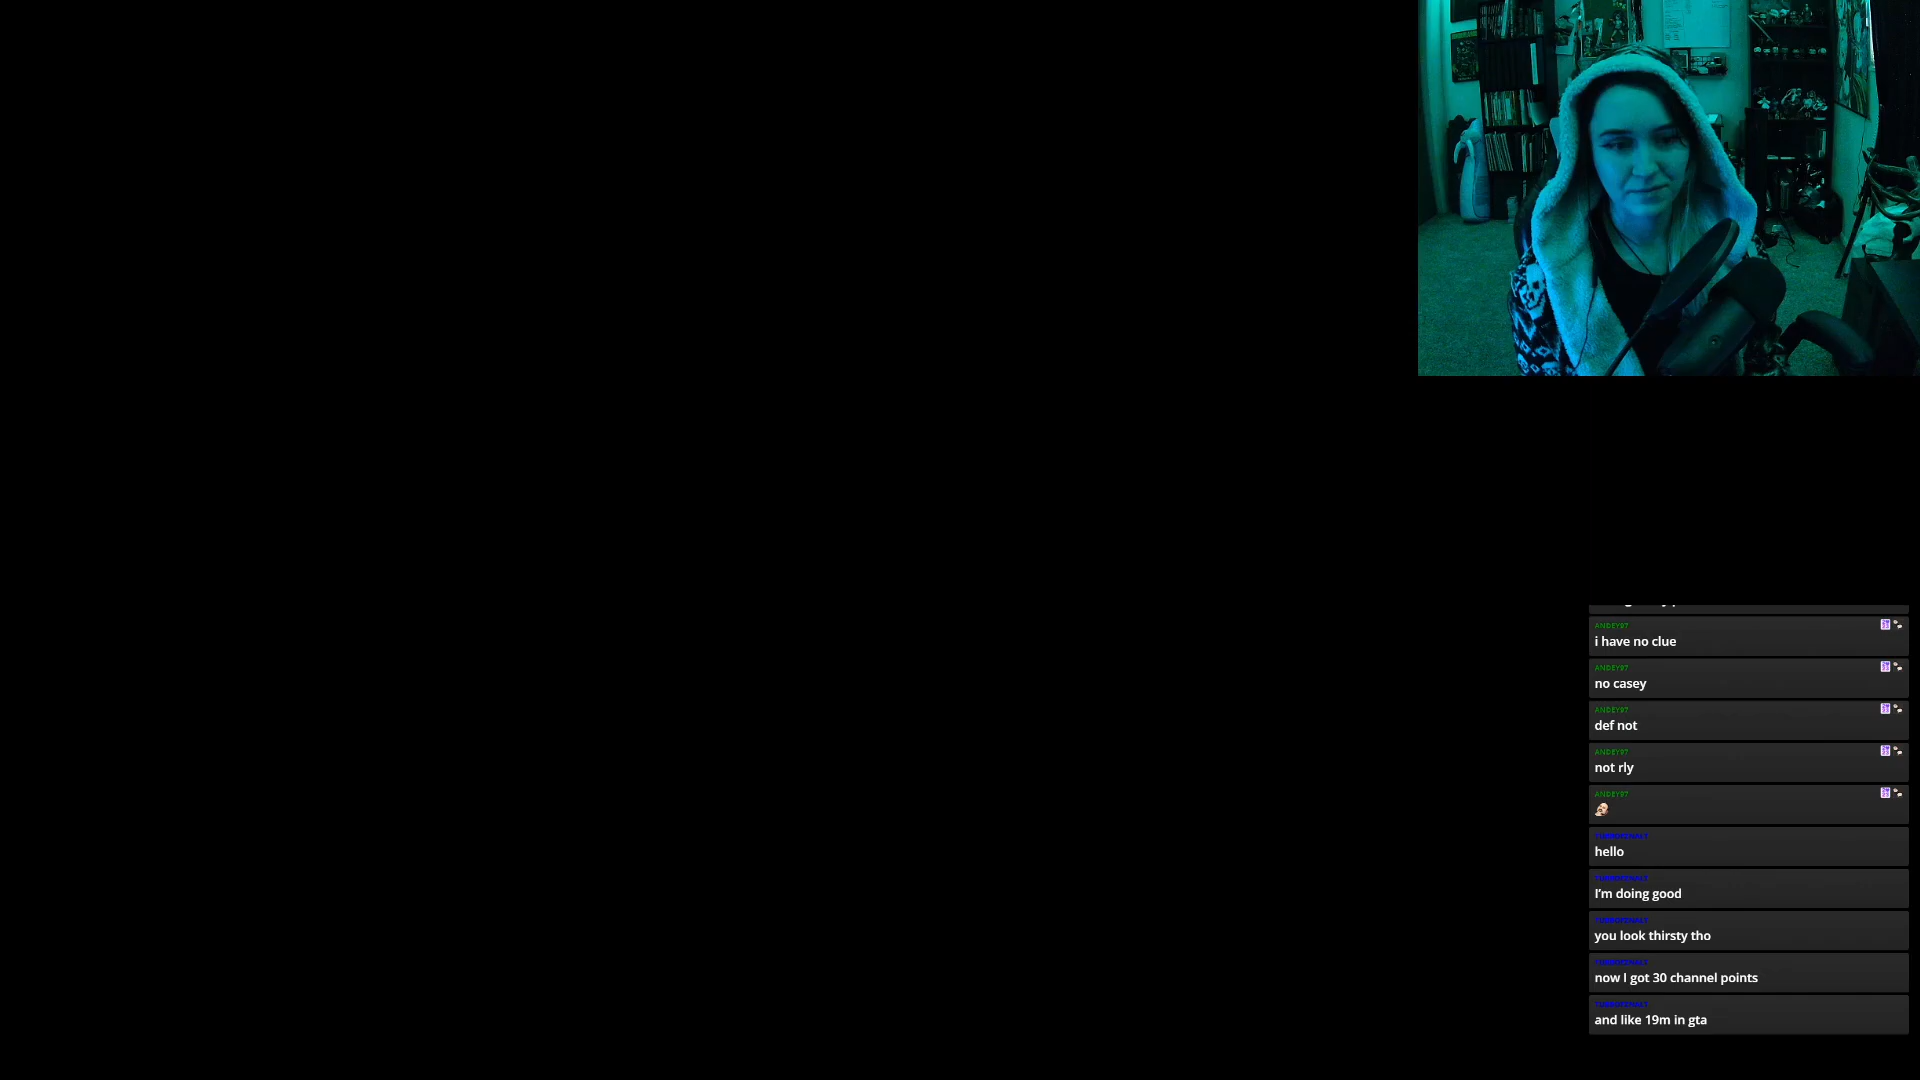 ANDEY97
i have no clue
ANDEY97
no casey
ANDEY97
def not
ANDEY97
not rly
ANDEY97
hello
I'm doing good
you look thirsty tho
now I got 30 channel points
and like 19m in gta